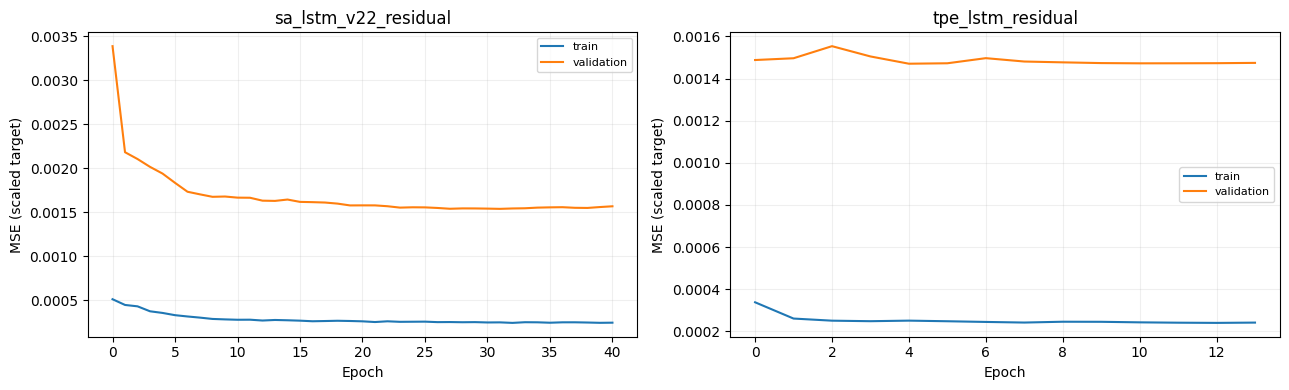 sa_lstm_v22_residual
MSE (scaled target)
0.0035
0.0030
0.0025
0.0020
0.0015
0.0010
0.0005
train
validation
0 5 10 15 20 25 30 35 40
Epoch
tpe_lstm_residual
MSE (scaled target)
0.0016
0.0014
0.0012
0.0010
0.0008
0.0006
0.0004
0.0002
train
validation
0 2 4 6 8 10 12
Epoch